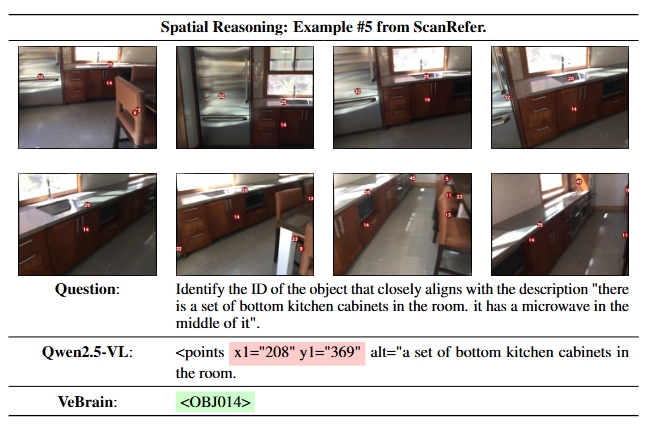 Spatial Reasoning: Example #5 from ScanRefer.
Question: Identify the ID of the object that closely aligns with the description "there
is a set of bottom kitchen cabinets in the room. it has a microwave in the
middle of it".
Qwen2.5-VL: <points x1="208" y1="369" alt="a set of bottom kitchen cabinets in
the room.
VeBrain: <OBJ014>